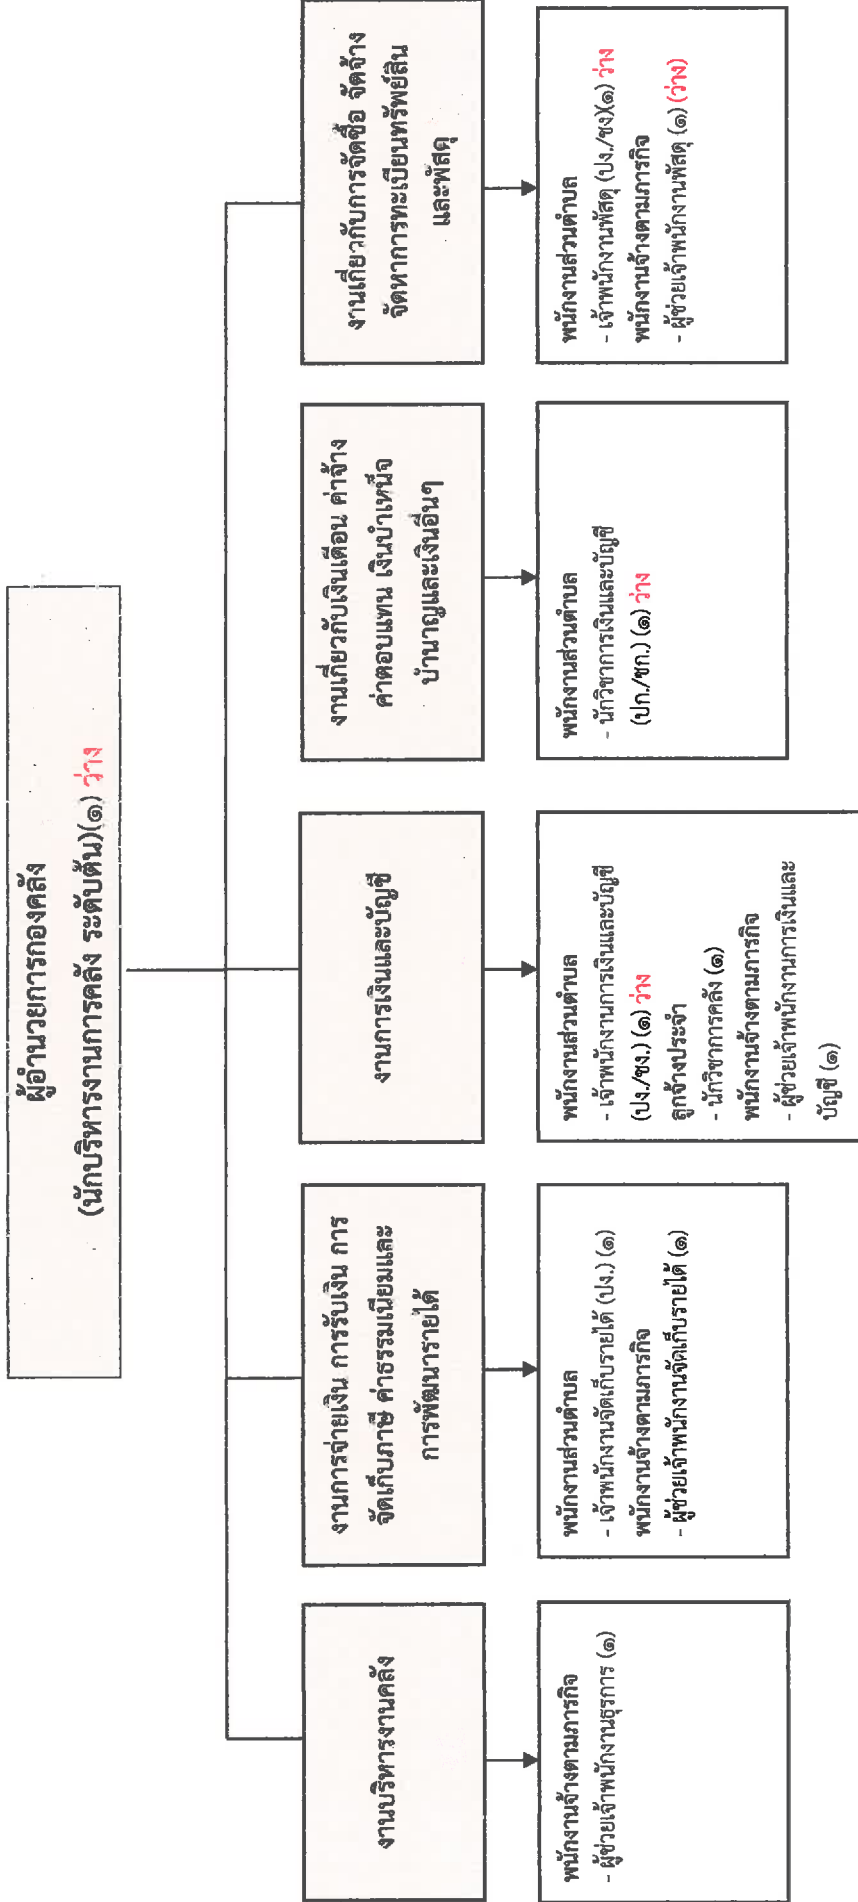 ผู้อำนวยการกองคลัง
(นักบริหารงานการคลัง ระดับต้น)(๑) ว่าง
งานบริหารงานคลัง
พนักงานจ้างตามภารกิจ
- ผู้ช่วยเจ้าพนักงานธุรการ (๑)
งานการจ่ายเงิน การรับเงิน การ
จัดเก็บภาษี ค่าธรรมเนียมและ
การพัฒนารายได้
พนักงานส่วนตำบล
- เจ้าพนักงานจัดเก็บรายได้ (ปง.) (๑)
พนักงานจ้างตามภารกิจ
- ผู้ช่วยเจ้าพนักงานจัดเก็บรายได้ (๑)
งานการเงินและบัญชี
พนักงานส่วนตำบล
- เจ้าพนักงานการเงินและบัญชี
(ปง./ชง.) (๑) ว่าง
ลูกจ้างประจำ
- นักวิชาการคลัง (๑)
พนักงานจ้างตามภารกิจ
- ผู้ช่วยเจ้าพนักงานการเงินและ
บัญชี (๑)
งานเกี่ยวกับเงินเดือน ค่าจ้าง
ค่าตอบแทน เงินบำเหน็จ
บำนาญและเงินอื่นๆ
พนักงานส่วนตำบล
- นักวิชาการเงินและบัญชี
(ปก./ชก.) (๑) ว่าง
งานเกี่ยวกับการจัดซื้อ จัดจ้าง
จัดหาการทะเบียนทรัพย์สิน
และพัสดุ
พนักงานส่วนตำบล
- เจ้าพนักงานพัสดุ (ปง./ชง)(๑) ว่าง
พนักงานจ้างตามภารกิจ
- ผู้ช่วยเจ้าพนักงานพัสดุ (๑) (ว่าง)